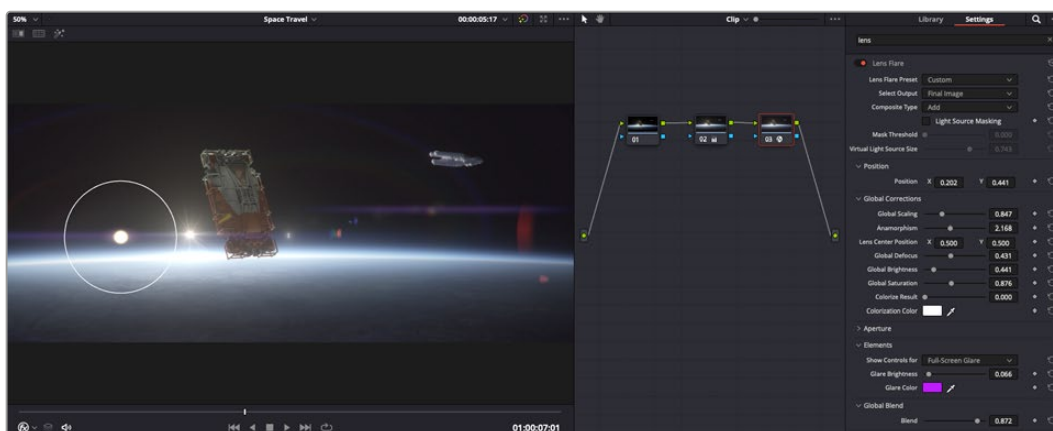 50% Space Travel 00:00:05:17 Clip Library Settings
lens
Lens Flare
Lens Flare Preset Custom
Select Output Final Image
Composite Type Add
Light Source Masking
Mask Threshold 0.000
Virtual Light Source Size 0.743
Position
Position X 0.202 Y 0.441
Global Corrections
Global Scaling 0.847
Anamorphism 2.168
Lens Center Position X 0.500 Y 0.500
Global Defocus 0.431
Global Brightness 0.441
Global Saturation 0.876
Colorize Result 0.000
Colorization Color
Aperture
Elements
Show Controls for Full-Screen Glare
Glare Brightness 0.066
Glare Color
Global Blend
Blend 0.872
01 02 03
01:00:07:01